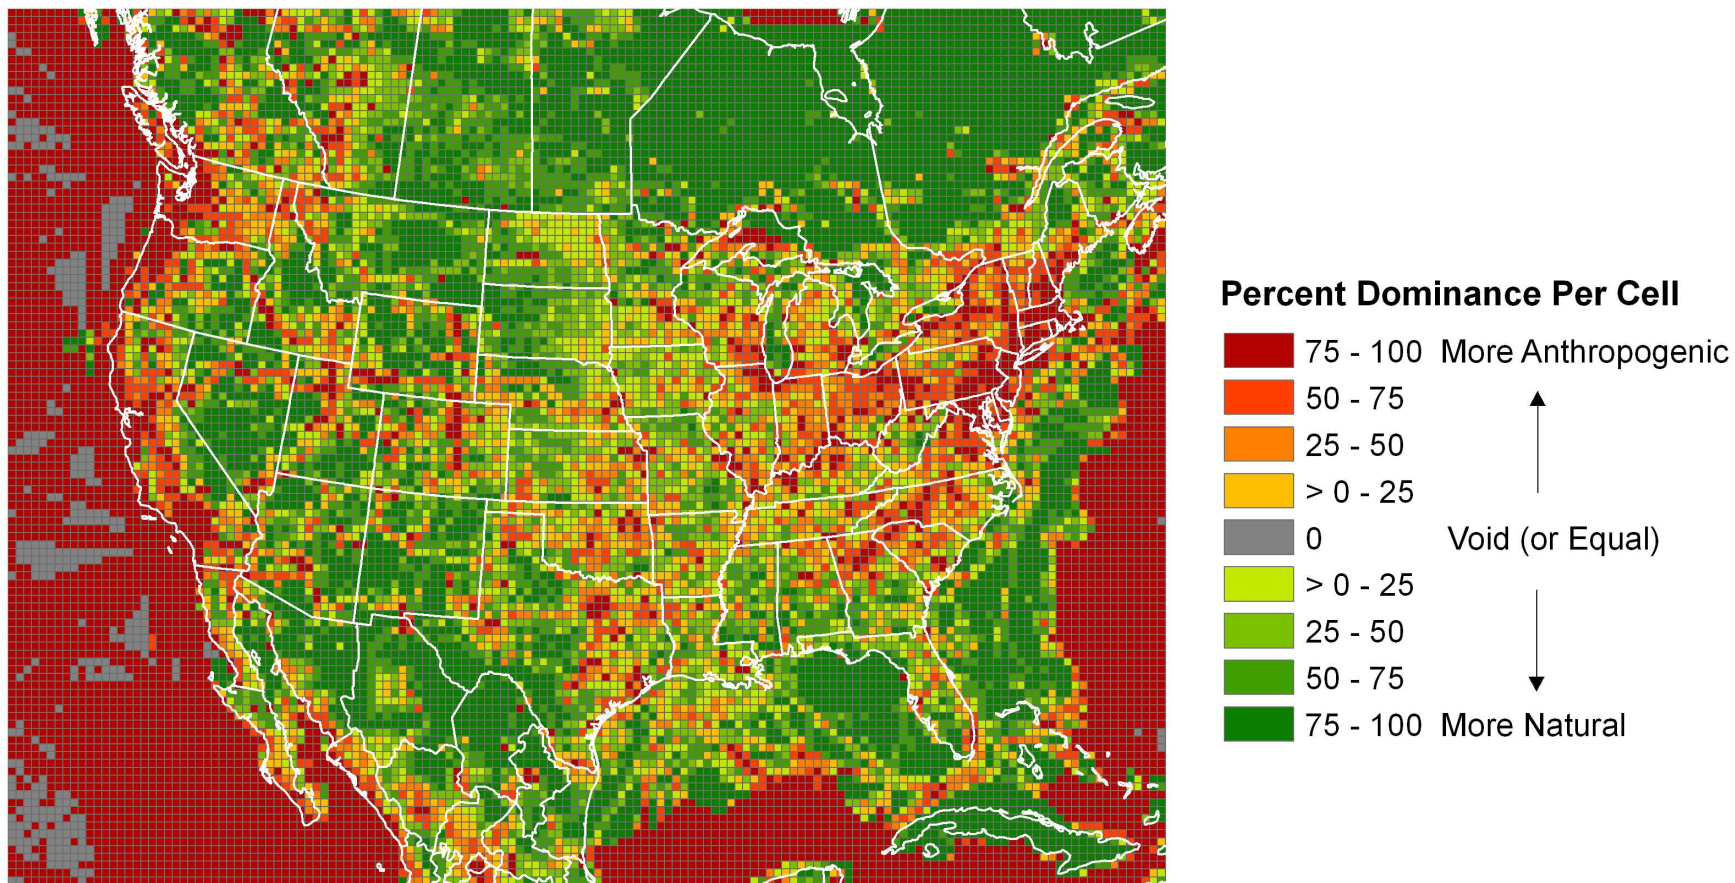 Percent Dominance Per Cell
75 - 100 More Anthropogenic
50 - 75
25 - 50
> 0 - 25
0 Void (or Equal)
> 0 - 25
25 - 50
50 - 75
75 - 100 More Natural